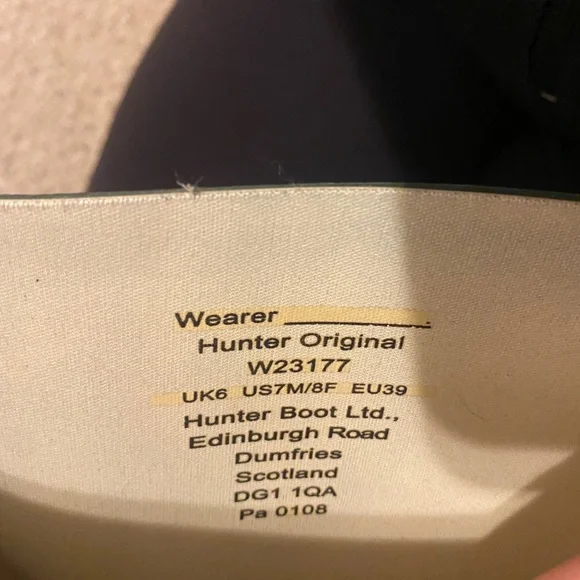 Wearer
Hunter Original
W23177
UK6 US7M/8F EU39
Hunter Boot Ltd.,
Edinburgh Road
Dumfries
Scotland
DG1 1QA
Pa 0108